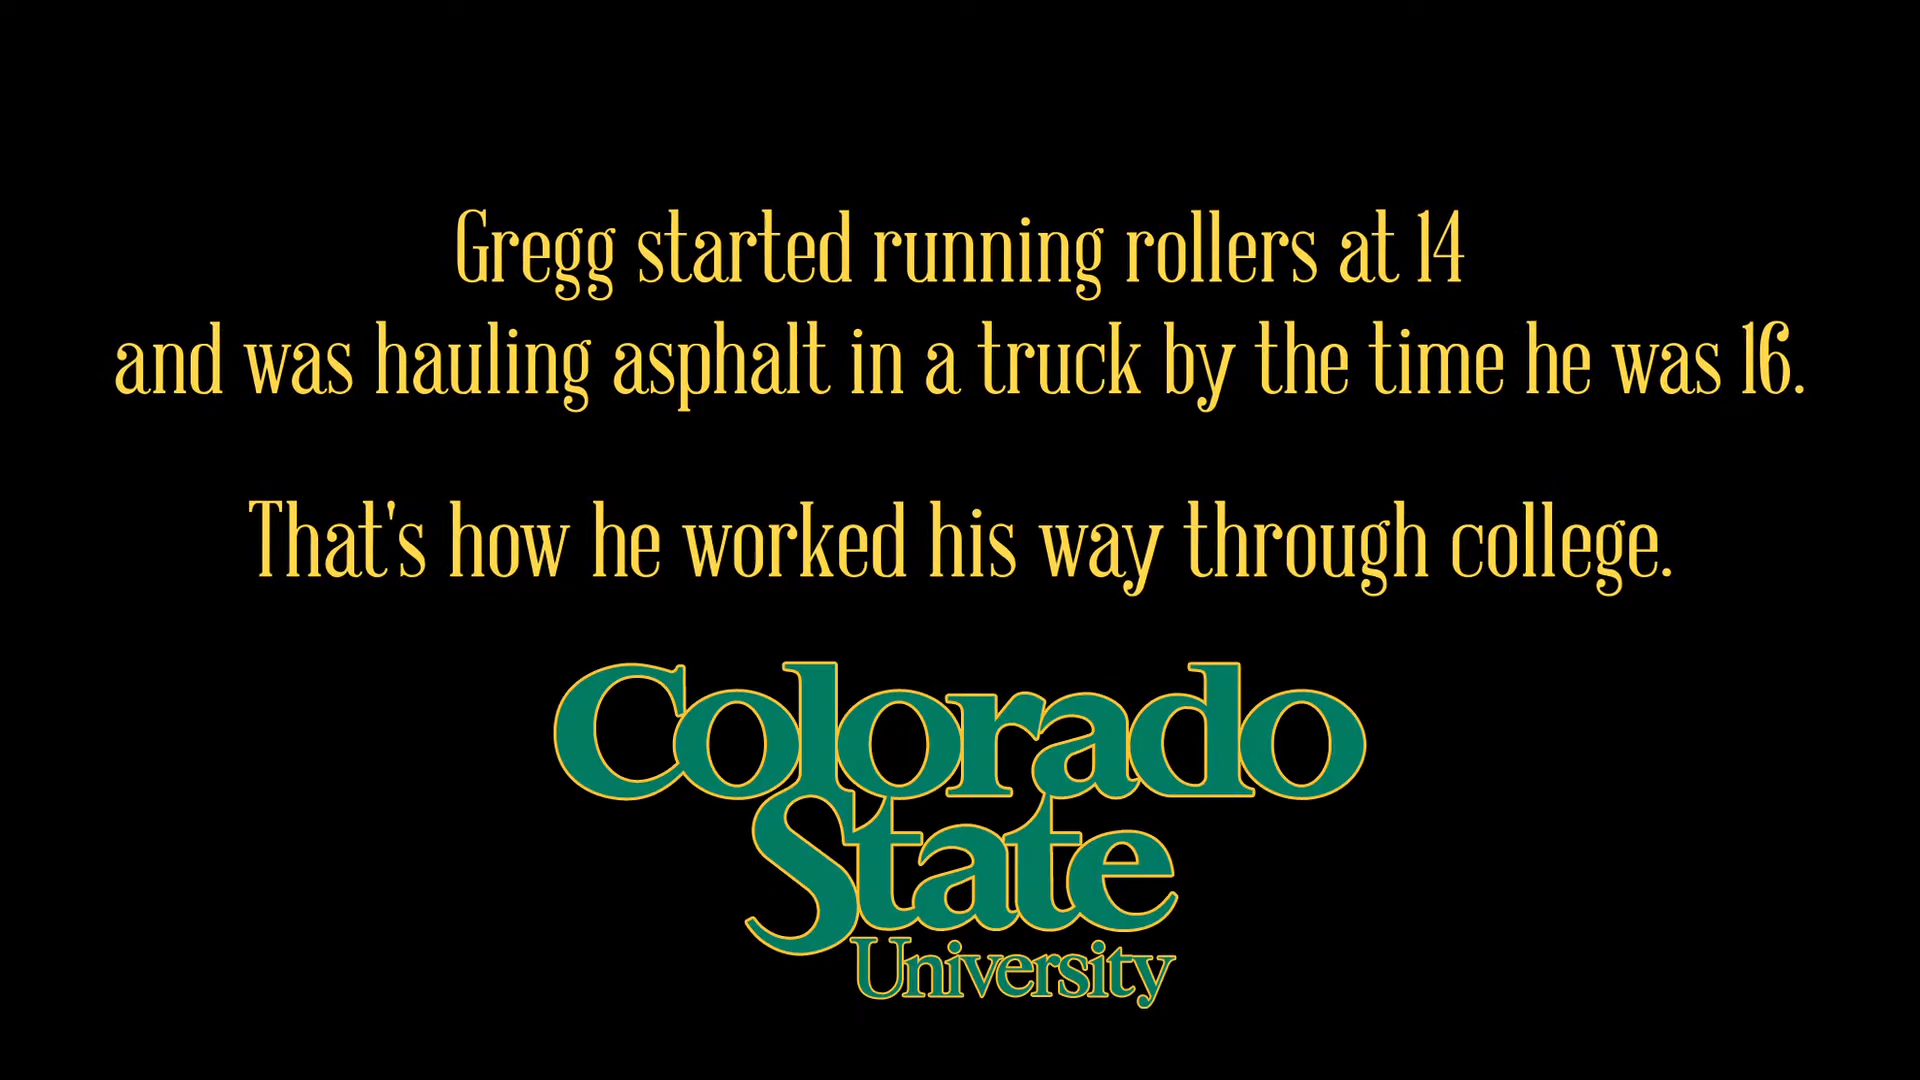 Gregg started running rollers at 14
and was hauling asphalt in a truck by the time he was 16.
That's how he worked his way through college.
Colorado
State
University